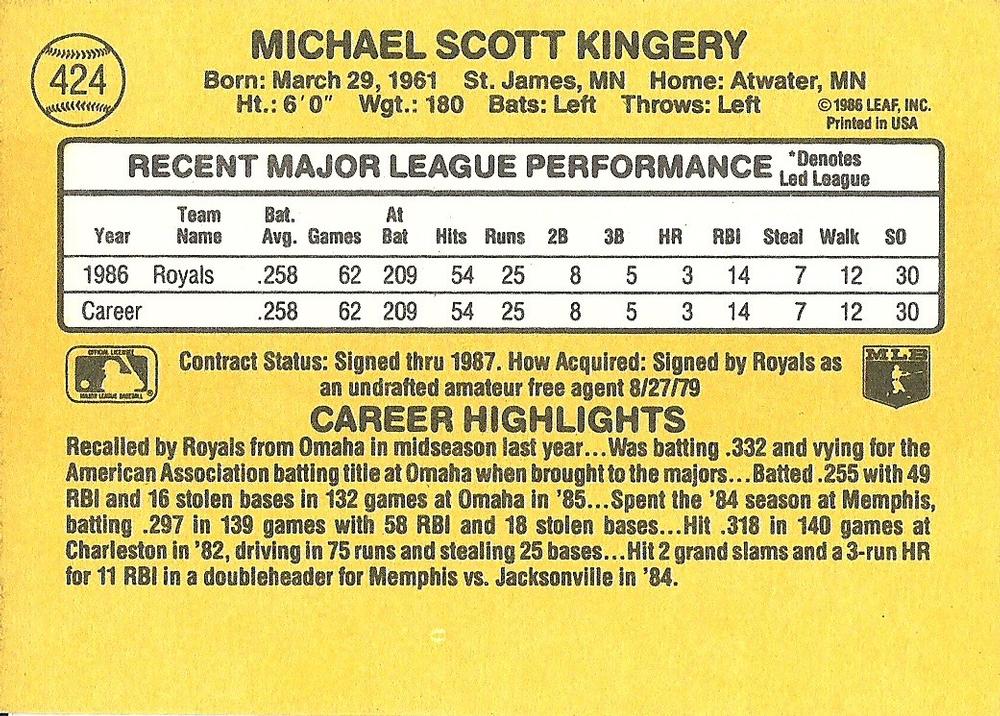 424
MICHAEL SCOTT KINGERY
Born: March 29, 1961 St. James, MN Home: Atwater, MN
Ht.: 6'0" Wgt.: 180 Bats: Left Throws: Left
©1986 LEAF, INC.
Printed in USA
RECENT MAJOR LEAGUE PERFORMANCE *Denotes
Led League
Year Team Name Bat. Avg. Games At Bat Hits Runs 2B 3B HR RBI Steal Walk SO
1986 Royals .258 62 209 54 25 8 5 3 14 7 12 30
Career .258 62 209 54 25 8 5 3 14 7 12 30
OFFICIAL LICENSEE
MAJOR LEAGUE BASEBALL
®
MLB
Contract Status: Signed thru 1987. How Acquired: Signed by Royals as
an undrafted amateur free agent 8/27/79
CAREER HIGHLIGHTS
Recalled by Royals from Omaha in midseason last year...Was batting .332 and vying for the
American Association batting title at Omaha when brought to the majors...Batted .255 with 49
RBI and 16 stolen bases in 132 games at Omaha in '85...Spent the '84 season at Memphis,
batting .297 in 139 games with 58 RBI and 18 stolen bases...Hit .318 in 140 games at
Charleston in '82, driving in 75 runs and stealing 25 bases...Hit 2 grand slams and a 3-run HR
for 11 RBI in a doubleheader for Memphis vs. Jacksonville in '84.